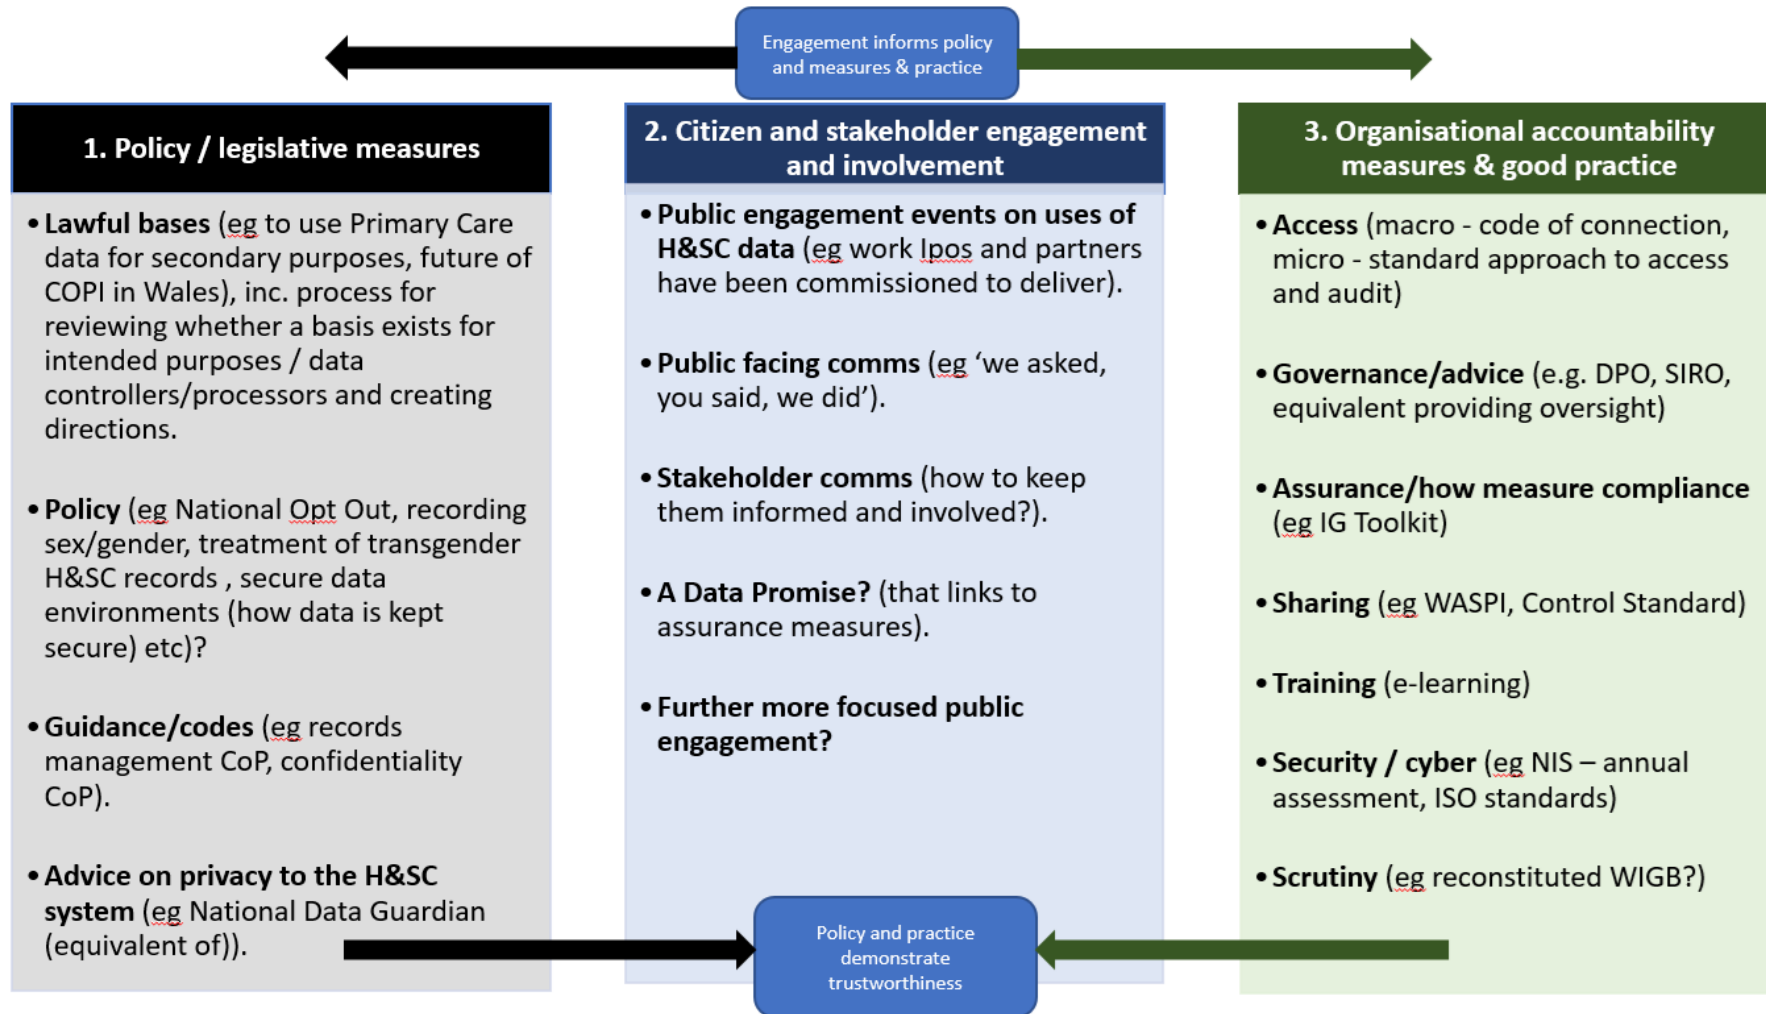 Engagement informs policy
and measures & practice
1. Policy / legislative measures
• Lawful bases (eg to use Primary Care
data for secondary purposes, future of
COPI in Wales), inc. process for
reviewing whether a basis exists for
intended purposes / data
controllers/processors and creating
directions.
• Policy (eg National Opt Out, recording
sex/gender, treatment of transgender
H&SC records , secure data
environments (how data is kept
secure) etc)?
• Guidance/codes (eg records
management CoP, confidentiality
CoP).
• Advice on privacy to the H&SC
system (eg National Data Guardian
(equivalent of)).
2. Citizen and stakeholder engagement
and involvement
• Public engagement events on uses of
H&SC data (eg work Ipos and partners
have been commissioned to deliver).
• Public facing comms (eg ‘we asked,
you said, we did’).
• Stakeholder comms (how to keep
them informed and involved?).
• A Data Promise? (that links to
assurance measures).
• Further more focused public
engagement?
3. Organisational accountability
measures & good practice
• Access (macro - code of connection,
micro - standard approach to access
and audit)
• Governance/advice (e.g. DPO, SIRO,
equivalent providing oversight)
• Assurance/how measure compliance
(eg IG Toolkit)
• Sharing (eg WASPI, Control Standard)
• Training (e-learning)
• Security / cyber (eg NIS – annual
assessment, ISO standards)
• Scrutiny (eg reconstituted WIGB?)
Policy and practice
demonstrate
trustworthiness